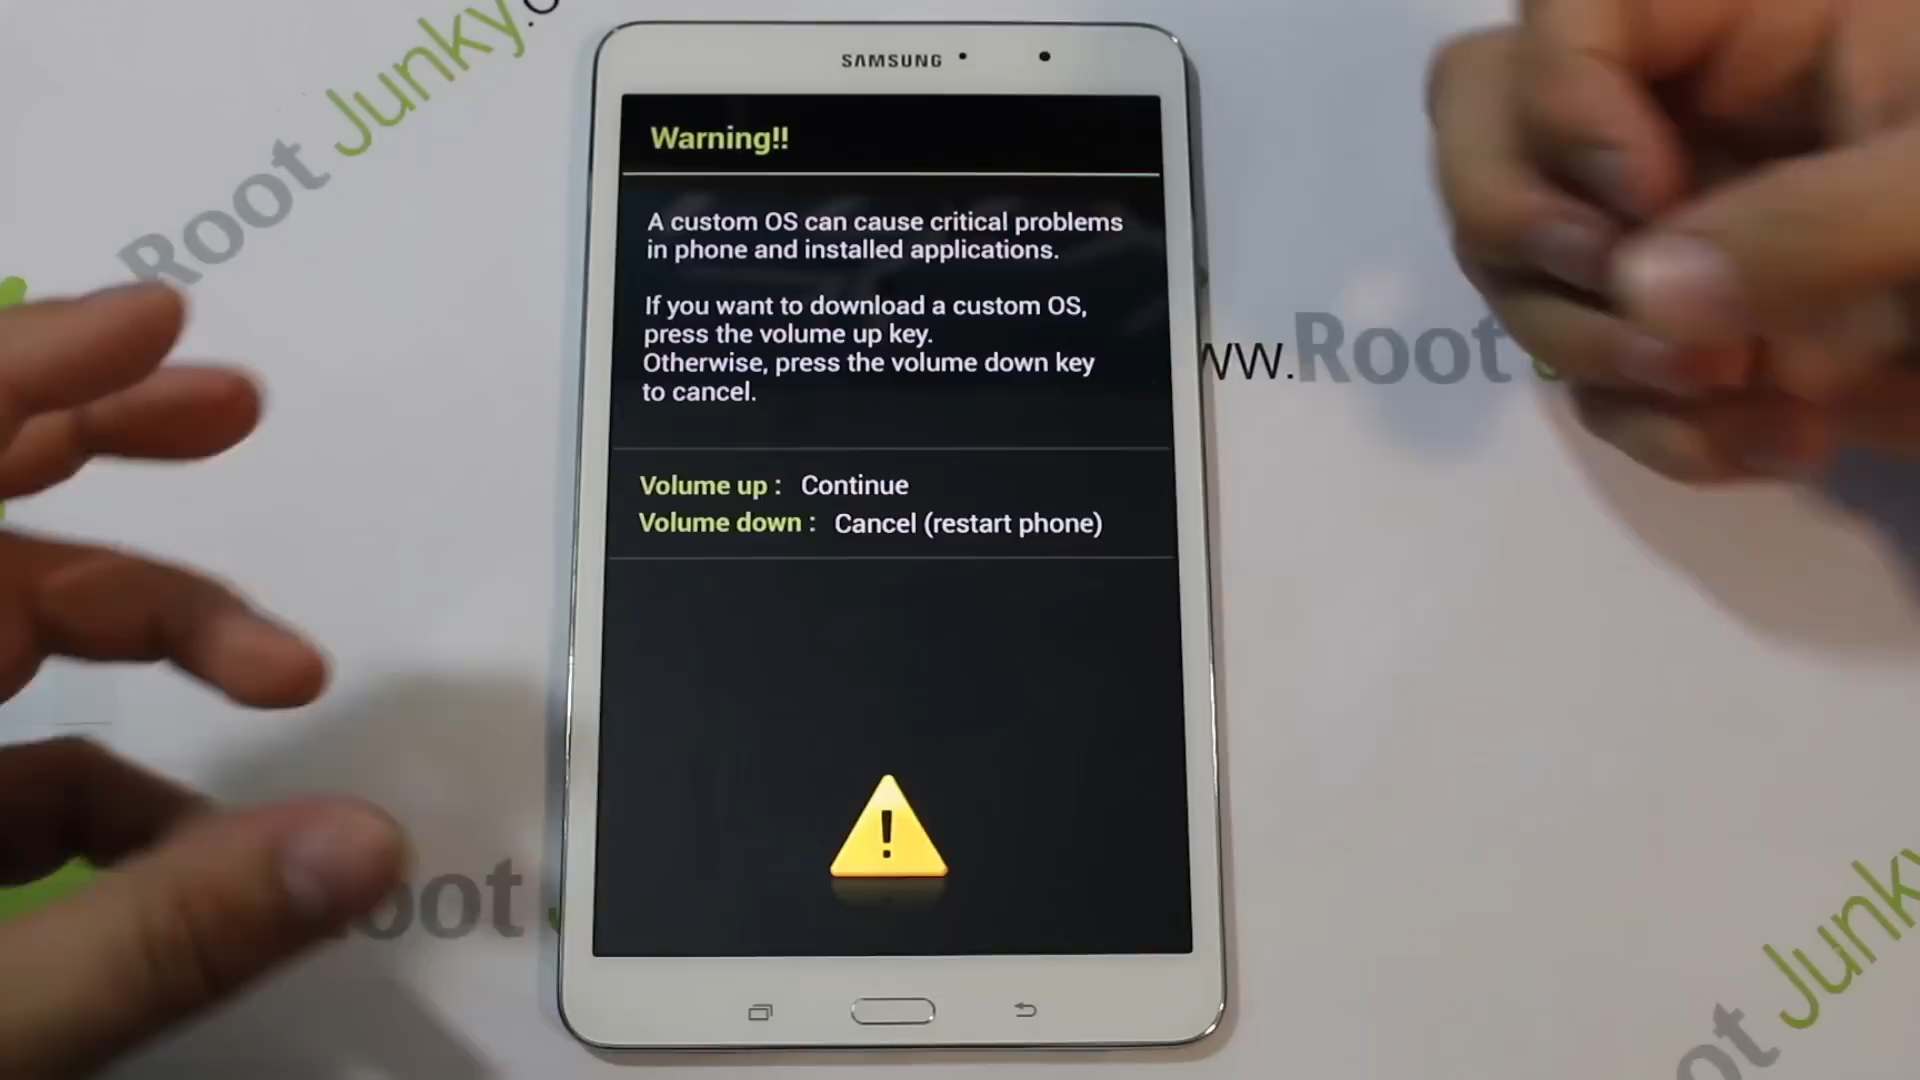 Root Junky.c
SAMSUNG
Warning!!
A custom OS can cause critical problems
in phone and installed applications.
If you want to download a custom OS,
press the volume up key.
Otherwise, press the volume down key
to cancel.
Volume up : Continue
Volume down : Cancel (restart phone)
!
www.Root J
Root J
Root Junky